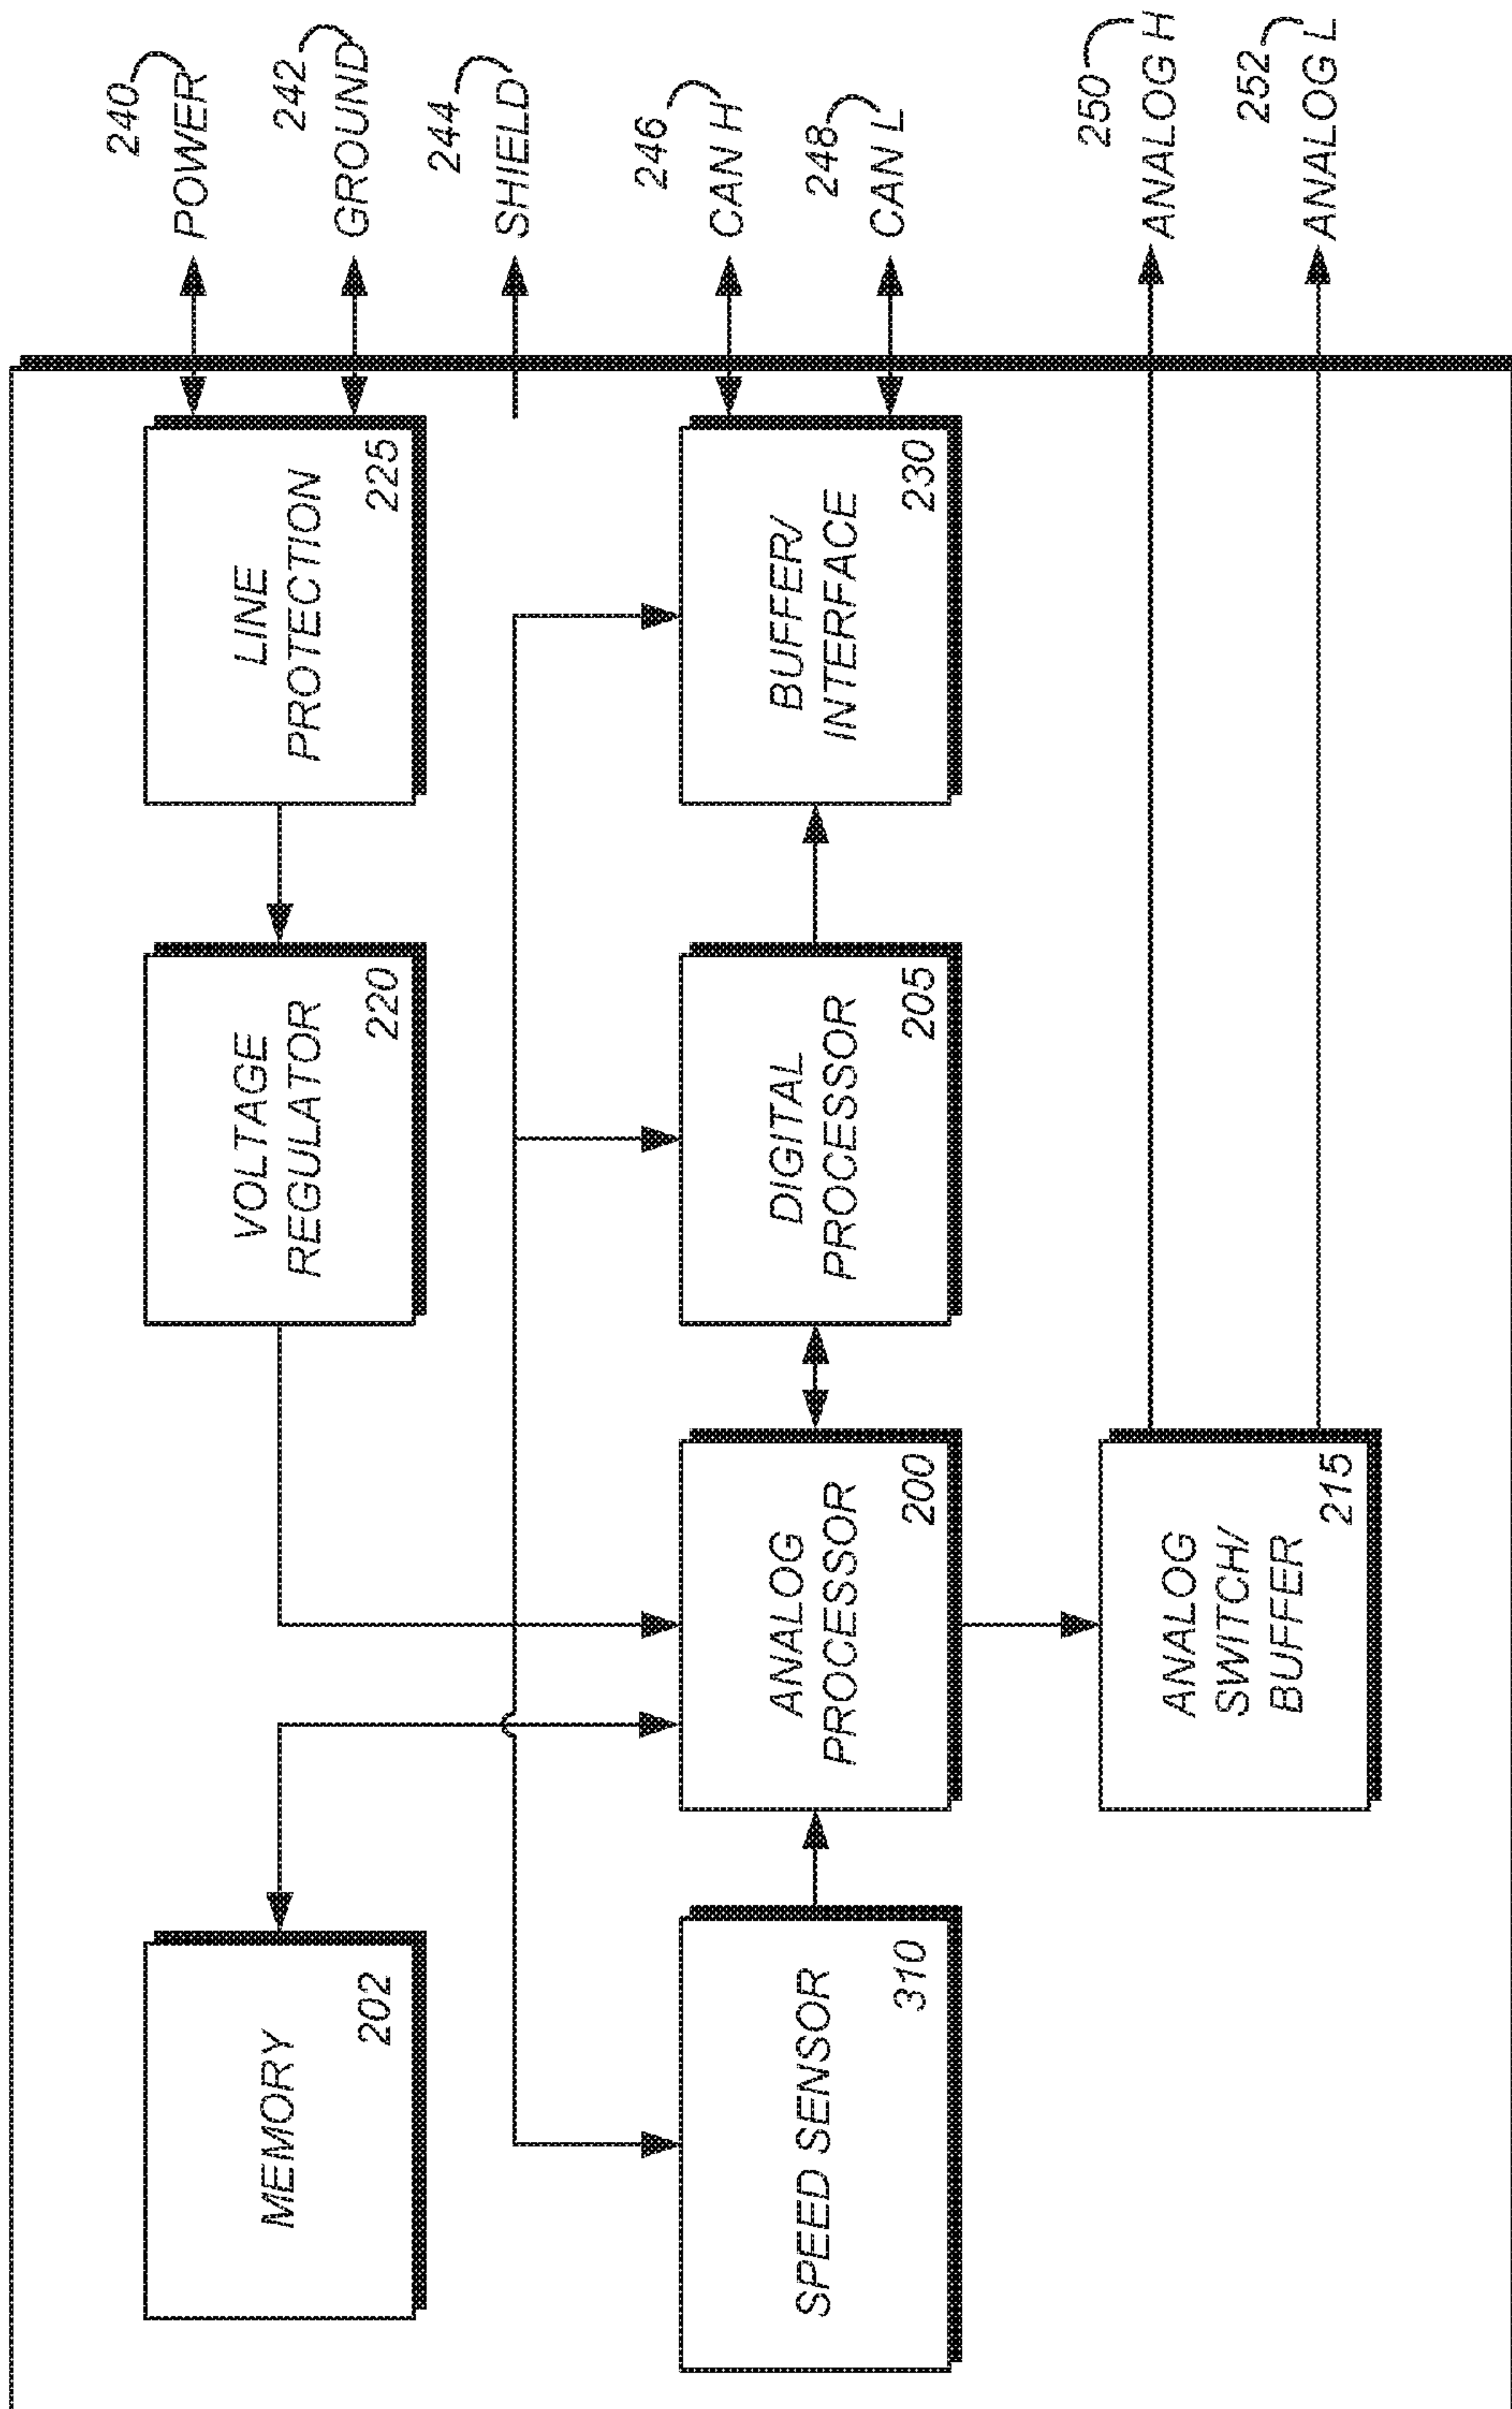 MEMORY
202
VOLTAGE
REGULATOR
220
LINE
PROTECTION
225
240
POWER
242
GROUND
244
SHIELD
SPEED SENSOR
310
ANALOG
PROCESSOR
200
DIGITAL
PROCESSOR
205
BUFFER/
INTERFACE
230
246
CAN H
248
CAN L
ANALOG
SWITCH/
BUFFER
215
250
ANALOG H
252
ANALOG L